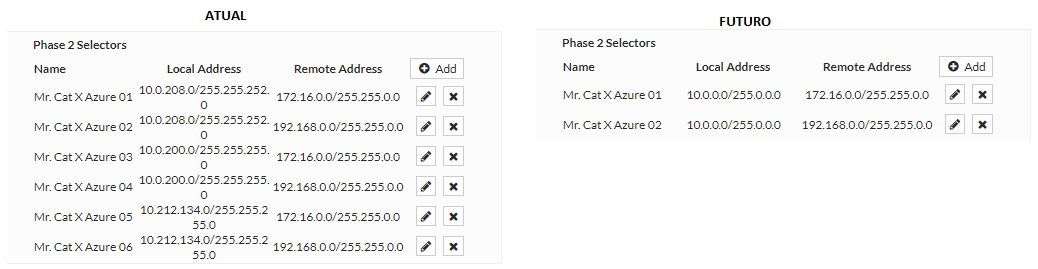 ATUAL
Phase 2 Selectors
Name Local Address Remote Address Add
Mr. Cat X Azure 01 10.0.208.0/255.255.252.
0 172.16.0.0/255.255.0.0
Mr. Cat X Azure 02 10.0.208.0/255.255.252.
0 192.168.0.0/255.255.0.0
Mr. Cat X Azure 03 10.0.200.0/255.255.255.
0 172.16.0.0/255.255.0.0
Mr. Cat X Azure 04 10.0.200.0/255.255.255.
0 192.168.0.0/255.255.0.0
Mr. Cat X Azure 05 10.212.134.0/255.255.2
55.0 172.16.0.0/255.255.0.0
Mr. Cat X Azure 06 10.212.134.0/255.255.2
55.0 192.168.0.0/255.255.0.0
FUTURO
Phase 2 Selectors
Name Local Address Remote Address Add
Mr. Cat X Azure 01 10.0.0.0/255.0.0.0 172.16.0.0/255.255.0.0
Mr. Cat X Azure 02 10.0.0.0/255.0.0.0 192.168.0.0/255.255.0.0